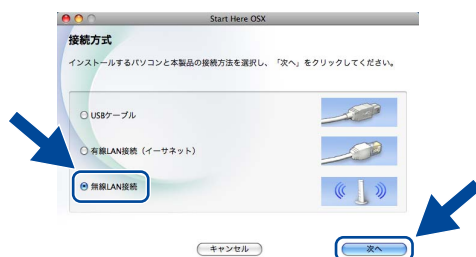 Start Here OSX
接続方式
インストールするパソコンと本製品の接続方法を選択し、「次へ」をクリックしてください。
USBケーブル
有線LAN接続（イーサネット）
無線LAN接続
キャンセル
次へ